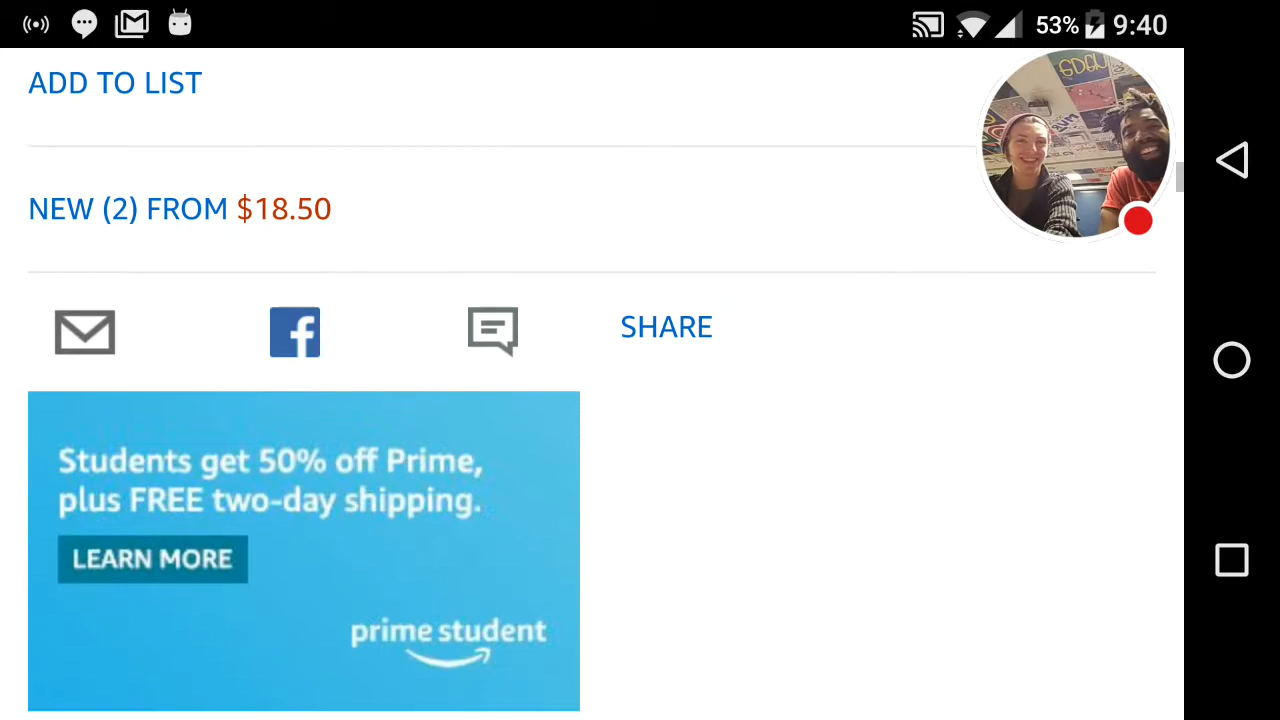 53% 9:40
ADD TO LIST
NEW (2) FROM $18.50
SHARE
Students get 50% off Prime,
plus FREE two-day shipping.
LEARN MORE
prime student